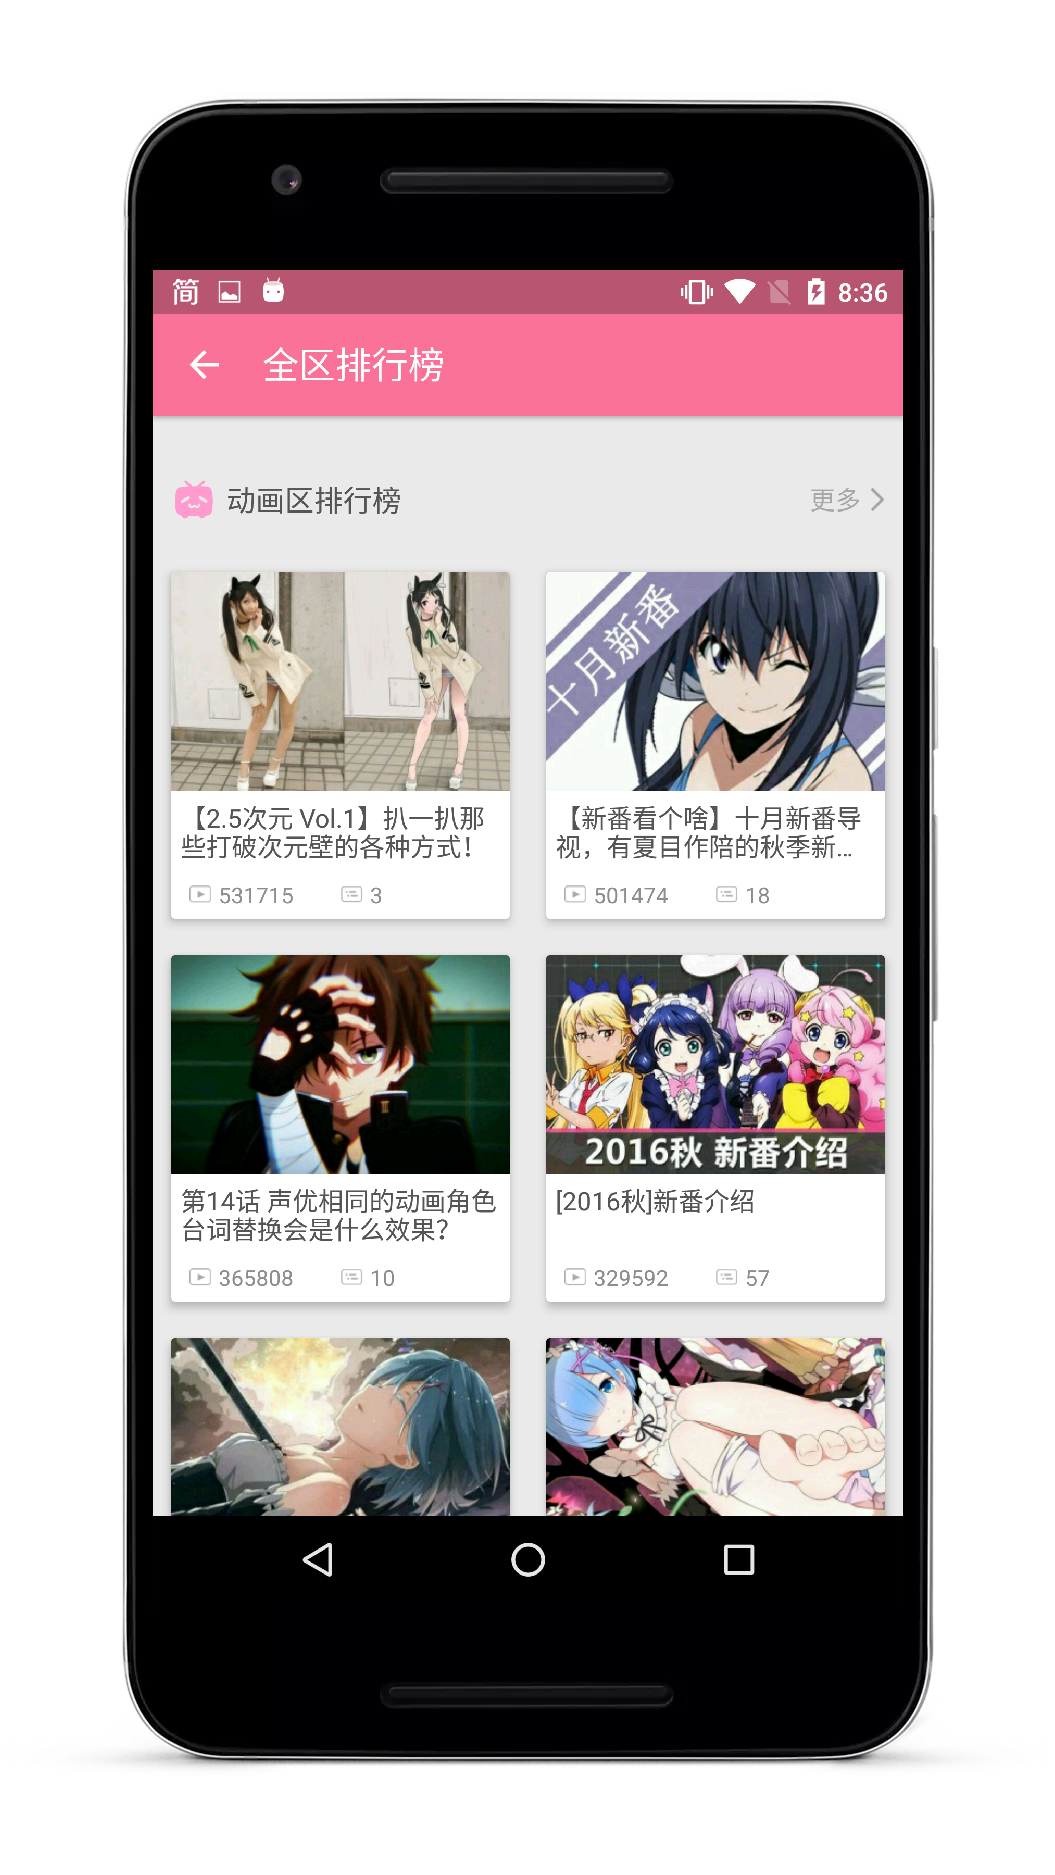 简 8:36
全区排行榜
动画区排行榜 更多
十月新番
【2.5次元 Vol.1】扒一扒那
些打破次元壁的各种方式！
531715 3
【新番看个啥】十月新番导
视，有夏目作陪的秋季新...
501474 18
第14话 声优相同的动画角色
台词替换会是什么效果？
365808 10
2016秋 新番介绍
[2016秋]新番介绍
329592 57